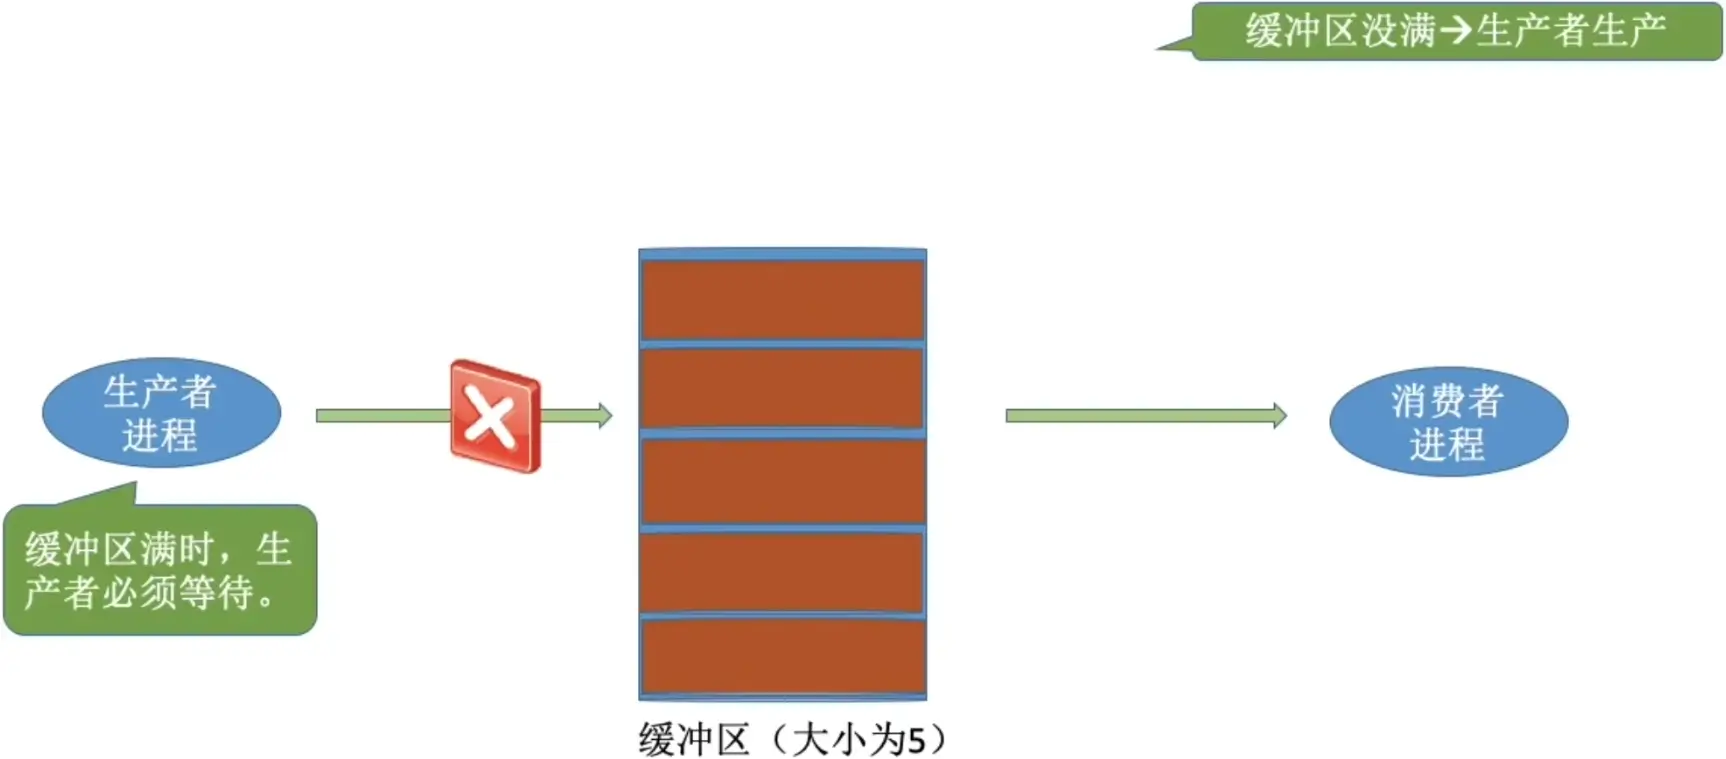 缓冲区没满→生产者生产
生产者
进程
消费者
进程
缓冲区满时，生
产者必须等待。
缓冲区（大小为5）